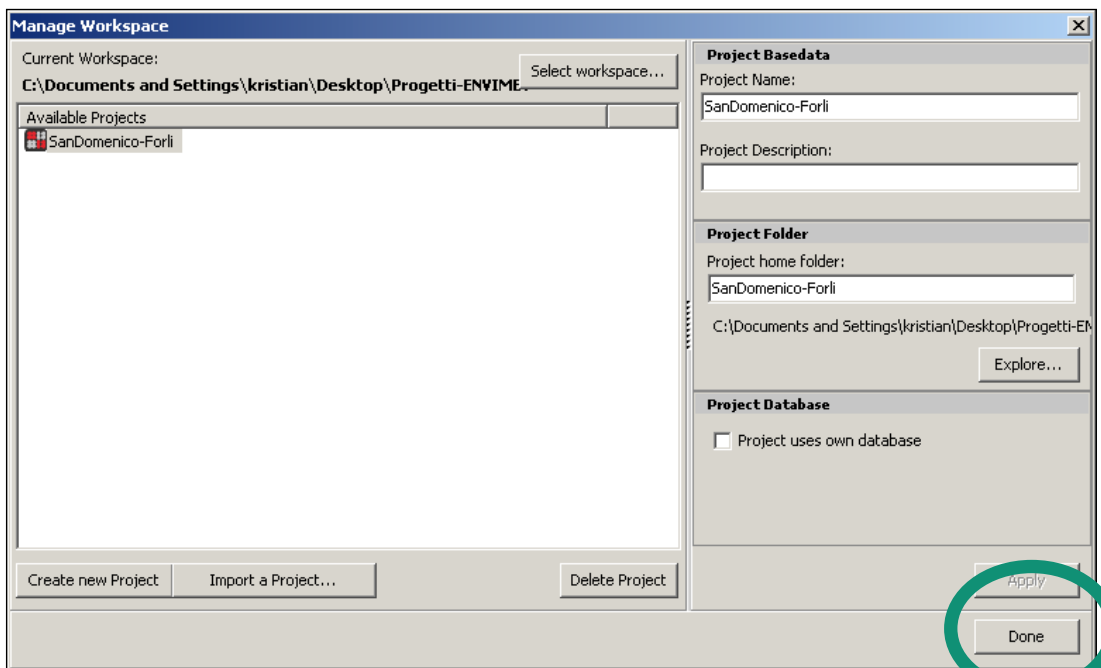 Manage Workspace
Current Workspace:
Select workspace...
C:\Documents and Settings\kristian\Desktop\Progetti-ENVIME
Available Projects
SanDomenico-Forli
Create new Project
Import a Project...
Delete Project
Project Basedata
Project Name:
SanDomenico-Forli
Project Description:
Project Folder
Project home folder:
SanDomenico-Forli
C:\Documents and Settings\kristian\Desktop\Progetti-EN
Explore...
Project Database
Project uses own database
Apply
Done